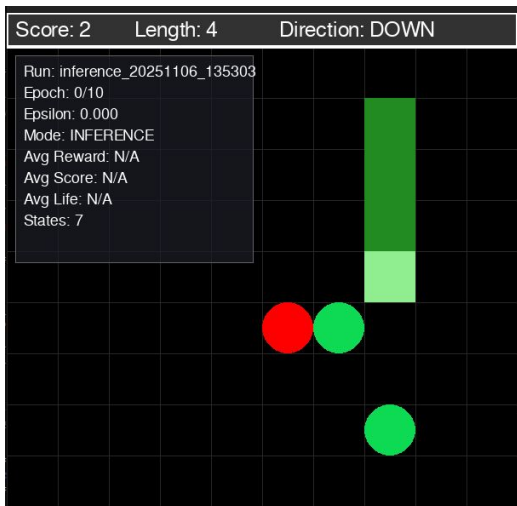 Score: 2 Length: 4 Direction: DOWN
Run: inference_20251106_135303
Epoch: 0/10
Epsilon: 0.000
Mode: INFERENCE
Avg Reward: N/A
Avg Score: N/A
Avg Life: N/A
States: 7